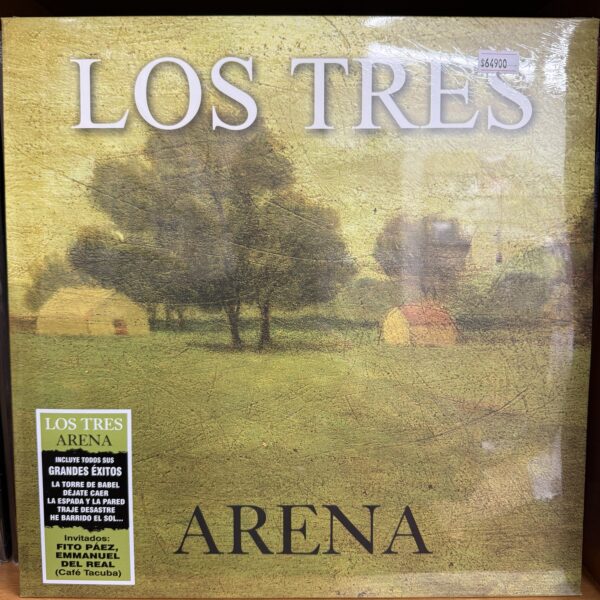 LOS TRES
$64900
LOS TRES
ARENA
INCLUYE TODOS SUS
GRANDES ÉXITOS
LA TORRE DE BABEL
DÉJATE CAER
LA ESPADA Y LA PARED
TRAJE DESASTRE
HE BARRIDO EL SOL...
Invitados:
FITO PÁEZ,
EMMANUEL
DEL REAL
(Café Tacuba)
ARENA